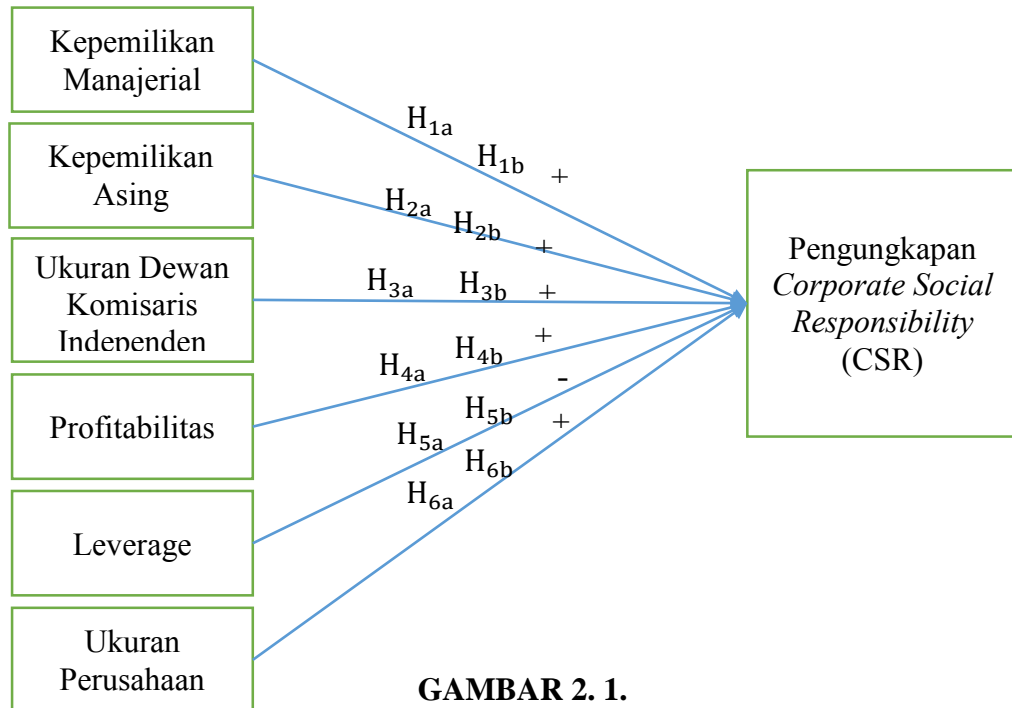 Kepemilikan
Manajerial
Kepemilikan
Asing
Ukuran Dewan
Komisaris
Independen
Profitabilitas
Leverage
Ukuran
Perusahaan
H₁ₐ
H₁b
+
H₂ₐ
H₂b
+
H₃ₐ
H₃b
+
H₄ₐ
H₄b
+
H₅ₐ
H₅b
-
H₆ₐ
H₆b
+
Pengungkapan
Corporate Social
Responsibility
(CSR)
GAMBAR 2. 1.